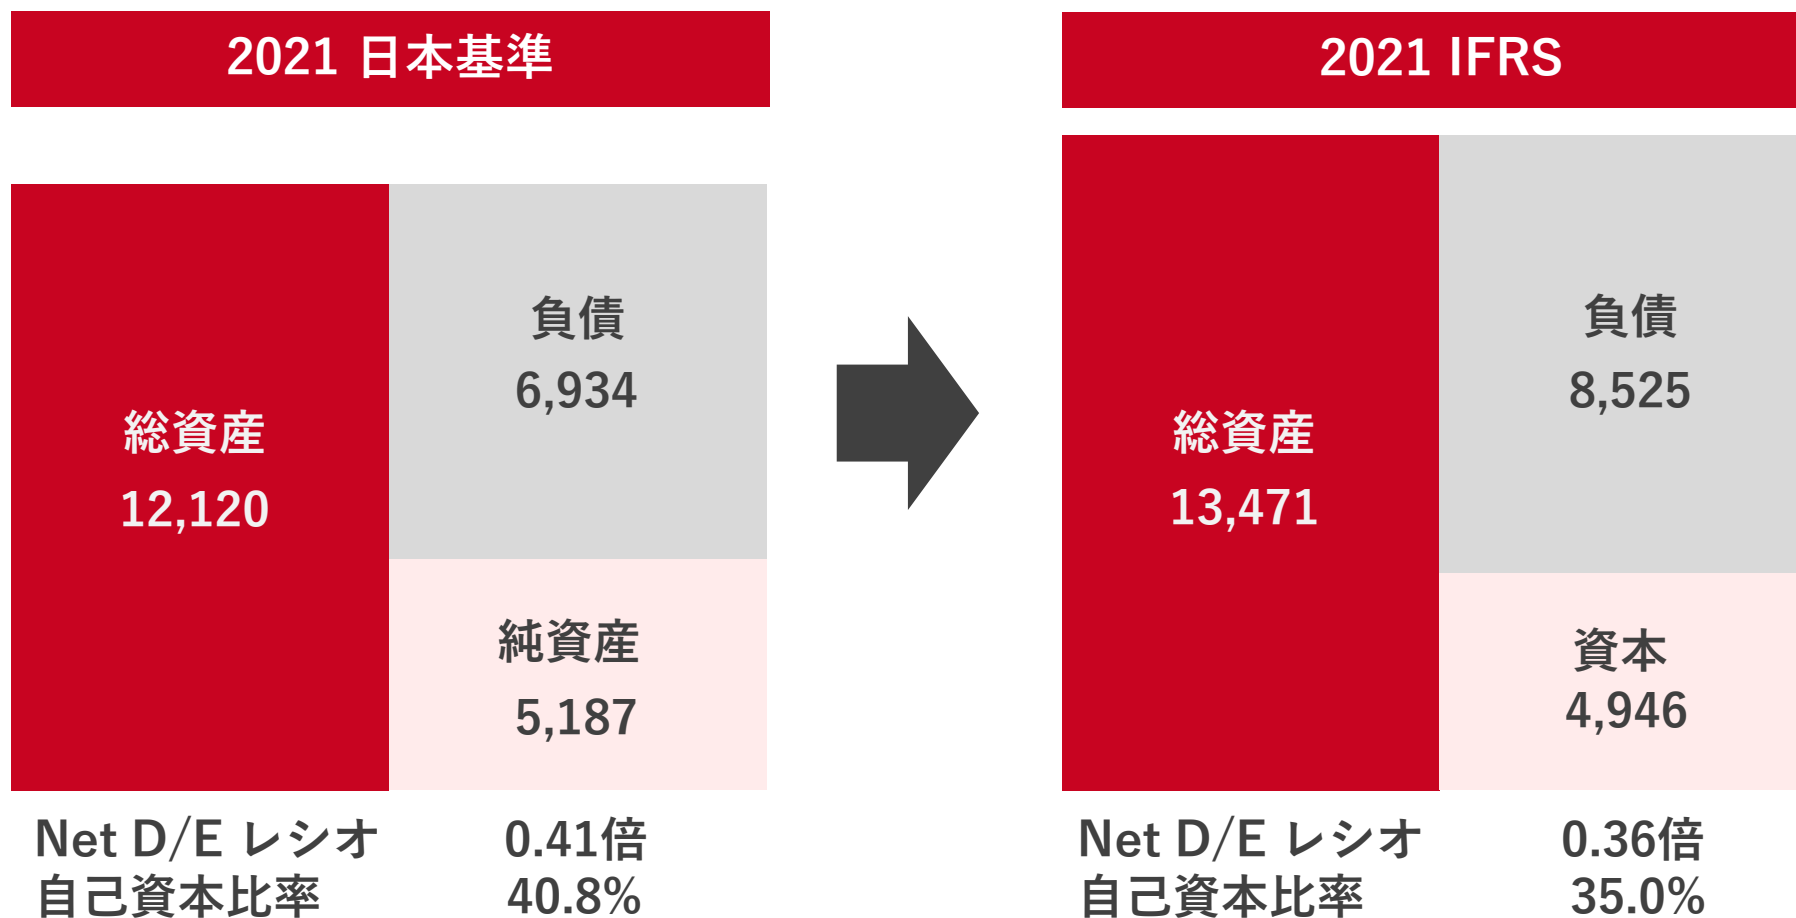 2021 日本基準
総資産
12,120
負債
6,934
純資産
5,187
Net D/E レシオ 0.41倍
自己資本比率 40.8%
2021 IFRS
総資産
13,471
負債
8,525
資本
4,946
Net D/E レシオ 0.36倍
自己資本比率 35.0%